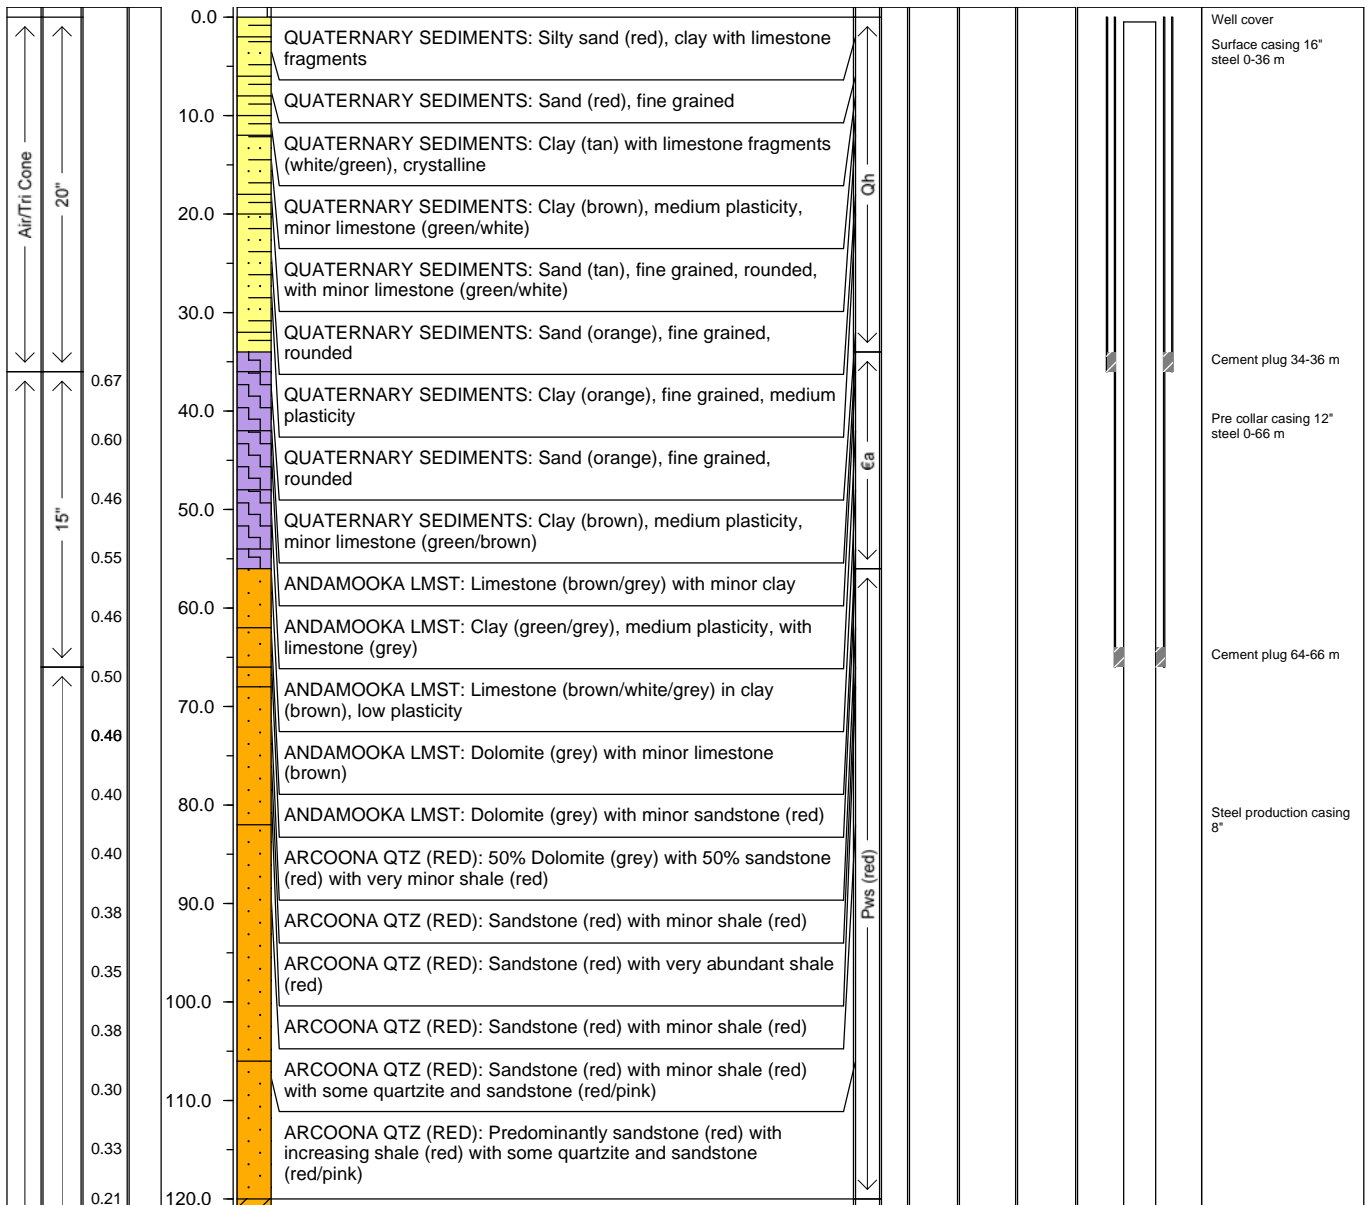 Air/Tri Cone
20"
15"
0.67
0.60
0.46
0.55
0.46
0.50
0.46
0.40
0.40
0.38
0.35
0.38
0.30
0.33
0.21
0.0
10.0
20.0
30.0
40.0
50.0
60.0
70.0
80.0
90.0
100.0
110.0
120.0
QUATERNARY SEDIMENTS: Silty sand (red), clay with limestone
fragments
QUATERNARY SEDIMENTS: Sand (red), fine grained
QUATERNARY SEDIMENTS: Clay (tan) with limestone fragments
(white/green), crystalline
QUATERNARY SEDIMENTS: Clay (brown), medium plasticity,
minor limestone (green/white)
QUATERNARY SEDIMENTS: Sand (tan), fine grained, rounded,
with minor limestone (green/white)
QUATERNARY SEDIMENTS: Sand (orange), fine grained,
rounded
QUATERNARY SEDIMENTS: Clay (orange), fine grained, medium
plasticity
QUATERNARY SEDIMENTS: Sand (orange), fine grained,
rounded
QUATERNARY SEDIMENTS: Clay (brown), medium plasticity,
minor limestone (green/brown)
ANDAMOOKA LMST: Limestone (brown/grey) with minor clay
ANDAMOOKA LMST: Clay (green/grey), medium plasticity, with
limestone (grey)
ANDAMOOKA LMST: Limestone (brown/white/grey) in clay
(brown), low plasticity
ANDAMOOKA LMST: Dolomite (grey) with minor limestone
(brown)
ANDAMOOKA LMST: Dolomite (grey) with minor sandstone (red)
ARCOONA QTZ (RED): 50% Dolomite (grey) with 50% sandstone
(red) with very minor shale (red)
ARCOONA QTZ (RED): Sandstone (red) with minor shale (red)
ARCOONA QTZ (RED): Sandstone (red) with very abundant shale
(red)
ARCOONA QTZ (RED): Sandstone (red) with minor shale (red)
ARCOONA QTZ (RED): Sandstone (red) with minor shale (red)
with some quartzite and sandstone (red/pink)
ARCOONA QTZ (RED): Predominantly sandstone (red) with
increasing shale (red) with some quartzite and sandstone
(red/pink)
Qh
€a
Pws (red)
Well cover
Surface casing 16"
steel 0-36 m
Cement plug 34-36 m
Pre collar casing 12"
steel 0-66 m
Cement plug 64-66 m
Steel production casing
8"